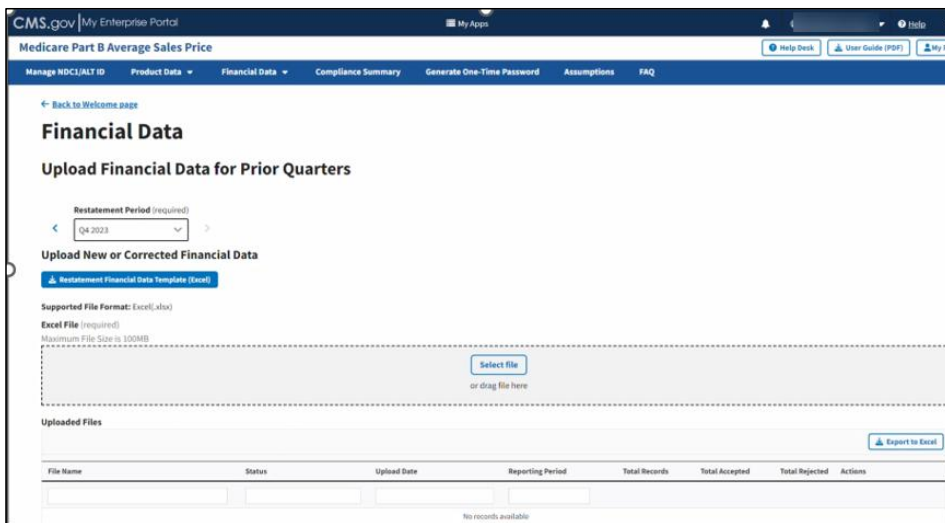 CMS.gov My Enterprise Portal My Apps Help
Medicare Part B Average Sales Price Help Desk User Guide (PDF) My
Manage NDC1/ALT ID Product Data Financial Data Compliance Summary Generate One-Time Password Assumptions FAQ
← Back to Welcome page
Financial Data
Upload Financial Data for Prior Quarters
Restatement Period (required)
Q4 2023
Upload New or Corrected Financial Data
Restatement Financial Data Template (Excel)
Supported File Format: Excel(.xlsx)
Excel File (required)
Maximum File Size is 100MB
Select file
or drag file here
Uploaded Files
Export to Excel
File Name Status Upload Date Reporting Period Total Records Total Accepted Total Rejected Actions
No records available